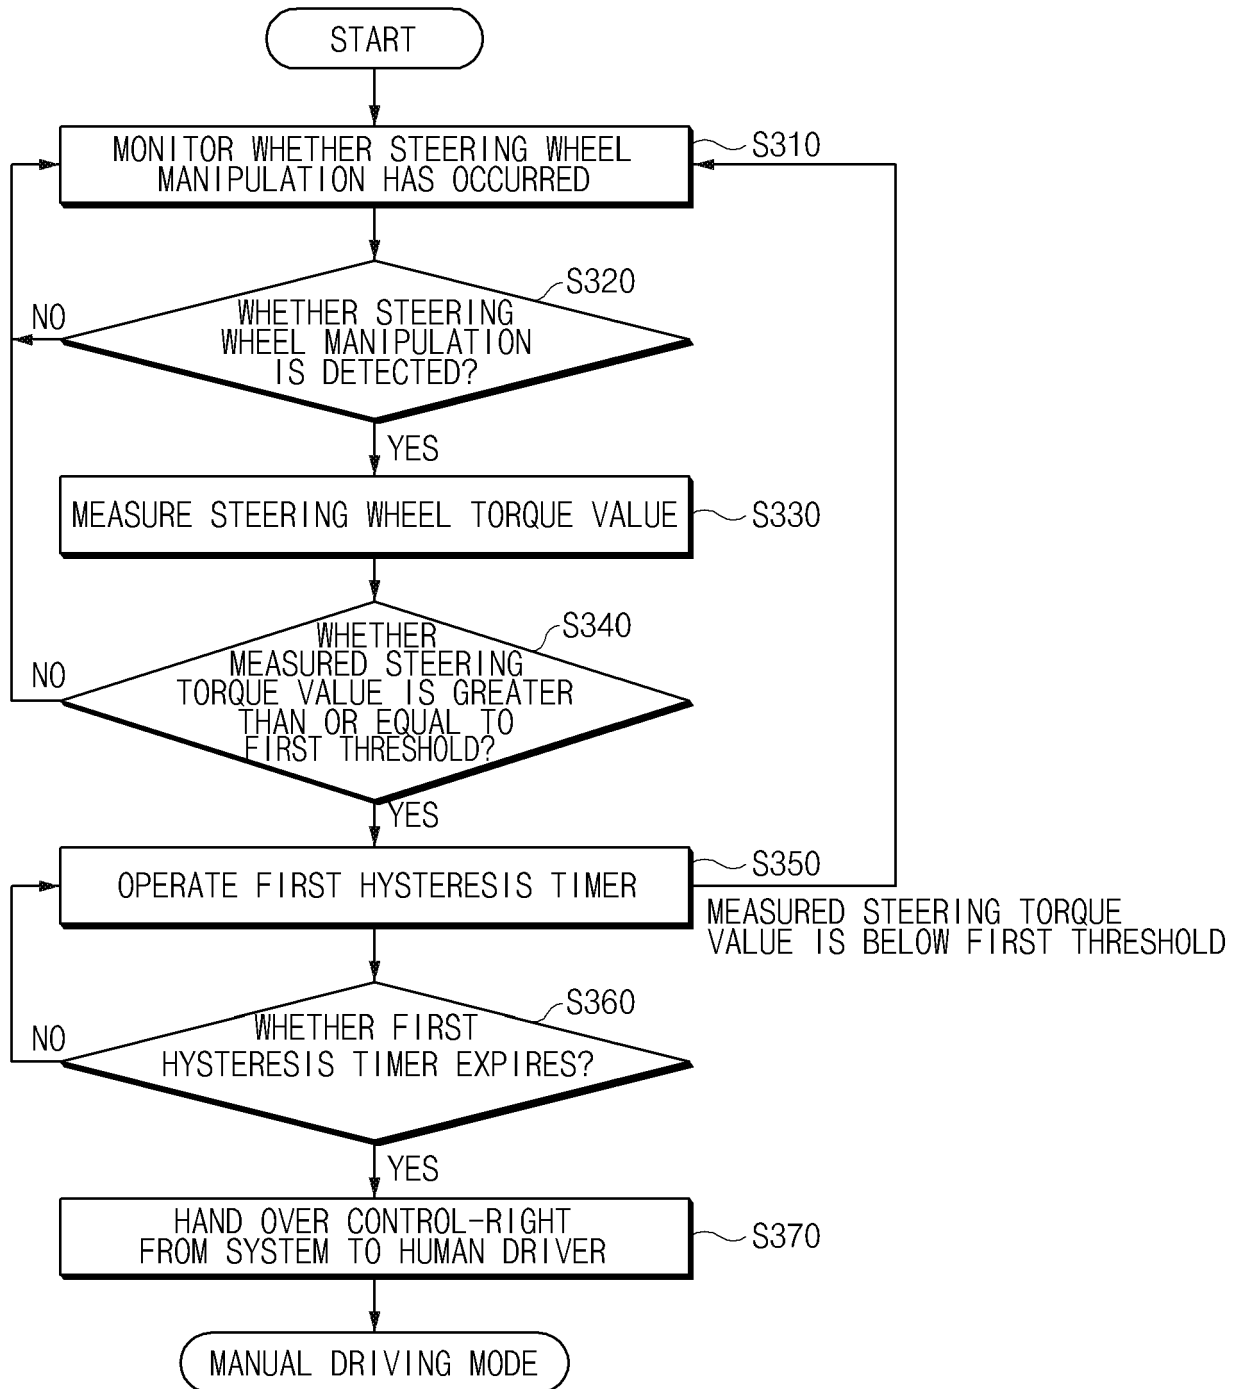 START
MONITOR WHETHER STEERING WHEEL
MANIPULATION HAS OCCURRED
S310
WHETHER STEERING
WHEEL MANIPULATION
IS DETECTED?
S320
NO
YES
MEASURE STEERING WHEEL TORQUE VALUE
S330
WHETHER
MEASURED STEERING
TORQUE VALUE IS GREATER
THAN OR EQUAL TO
FIRST THRESHOLD?
S340
NO
YES
OPERATE FIRST HYSTERESIS TIMER
S350
MEASURED STEERING TORQUE
VALUE IS BELOW FIRST THRESHOLD
WHETHER FIRST
HYSTERESIS TIMER EXPIRES?
S360
NO
YES
HAND OVER CONTROL-RIGHT
FROM SYSTEM TO HUMAN DRIVER
S370
MANUAL DRIVING MODE